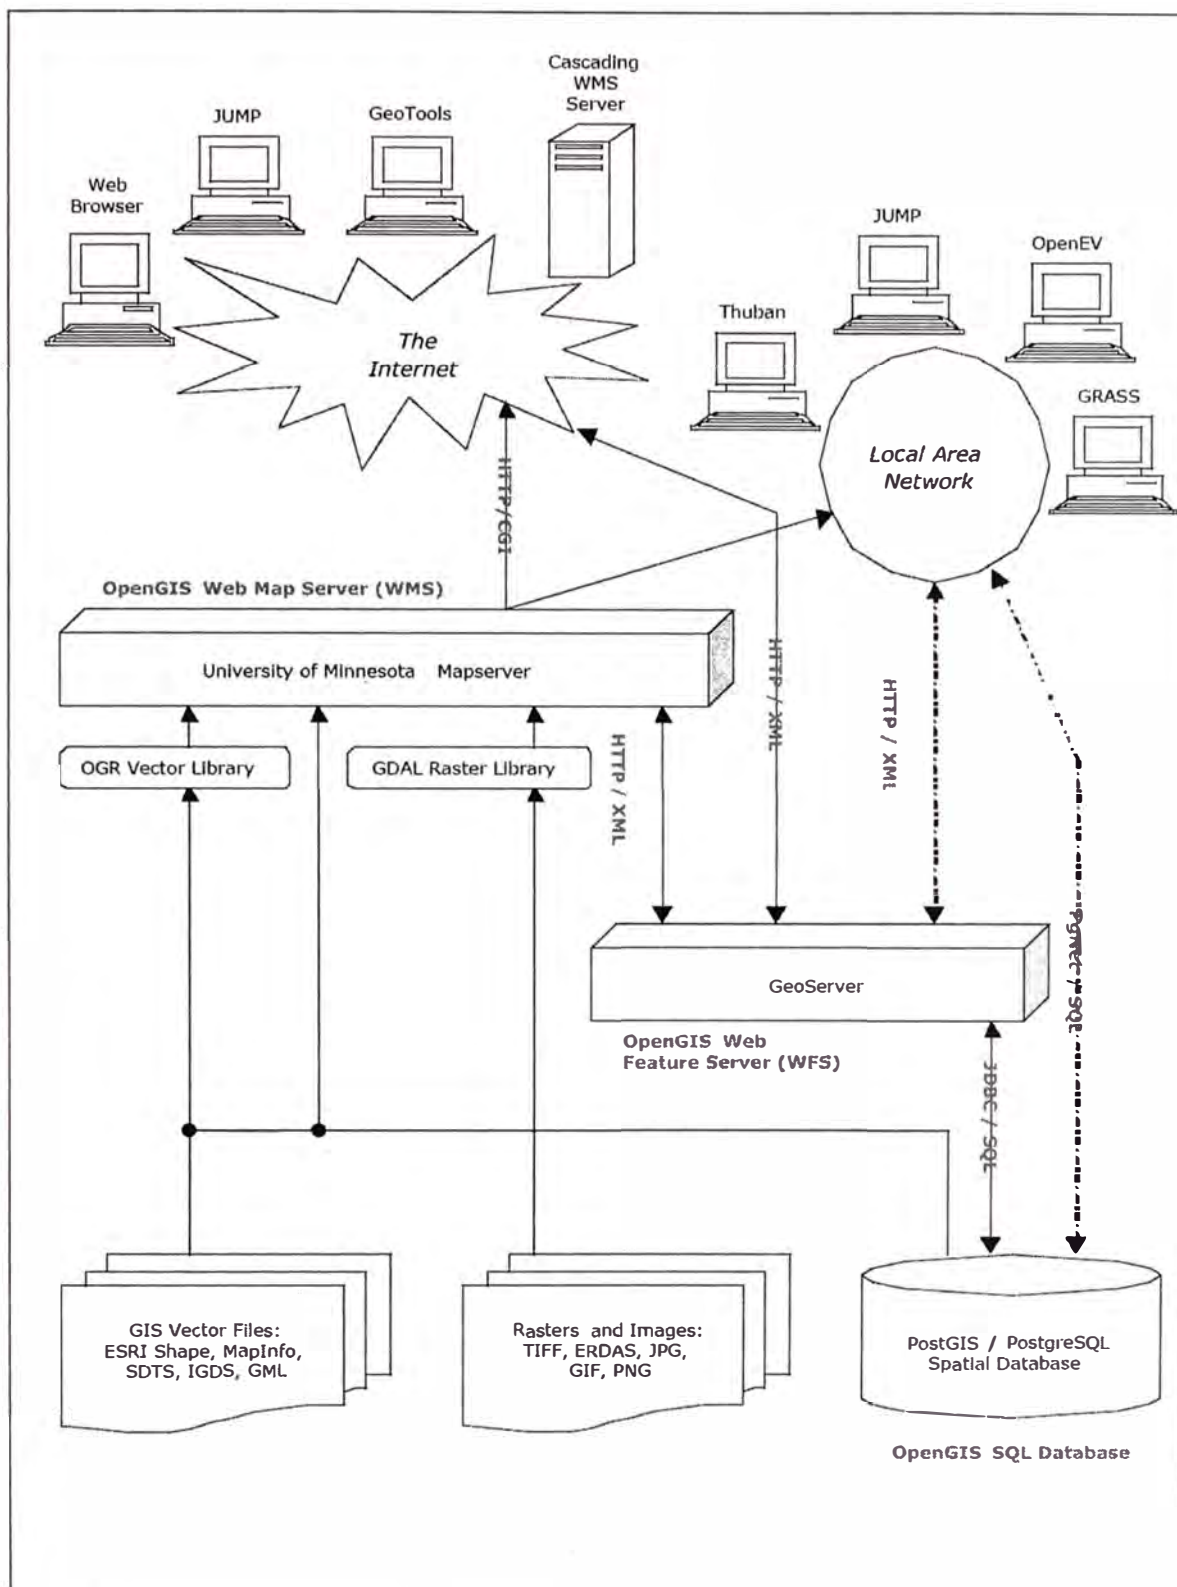 Cascading
WMS
Server
JUMP
GeoTools
Web
Browser
The
Internet
JUMP
OpenEV
Thuban
GRASS
Local Area
Network
HTTP/CGI
OpenGIS Web Map Server (WMS)
University of Minnesota Mapserver
HTTP / XML
HTTP / XML
HTTP / XML
OGR Vector Library
GDAL Raster Library
GeoServer
PgNet / SQL
OpenGIS Web
Feature Server (WFS)
JDBC / SQL
GIS Vector Files:
ESRI Shape, MapInfo,
SDTS, IGDS, GML
Rasters and Images:
TIFF, ERDAS, JPG,
GIF, PNG
PostGIS / PostgreSQL
Spatial Database
OpenGIS SQL Database